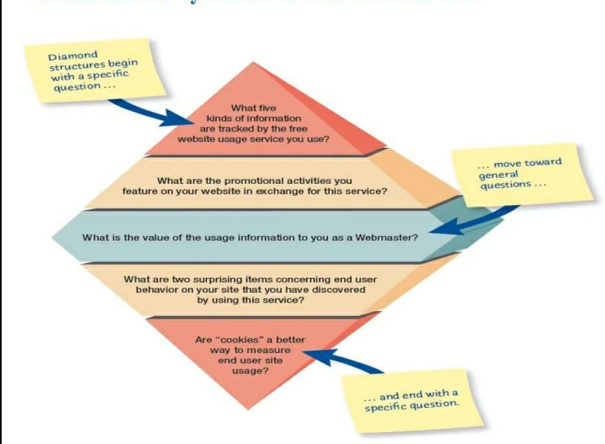 Diamond
structures begin
with a specific
question ...
What five
kinds of information
are tracked by the free
website usage service you use?
What are the promotional activities you
feature on your website in exchange for this service?
... move toward
general
questions ...
What is the value of the usage information to you as a Webmaster?
What are two surprising items concerning end user
behavior on your site that you have discovered
by using this service?
Are "cookies" a better
way to measure
end user site
usage?
... and end with a
specific question.